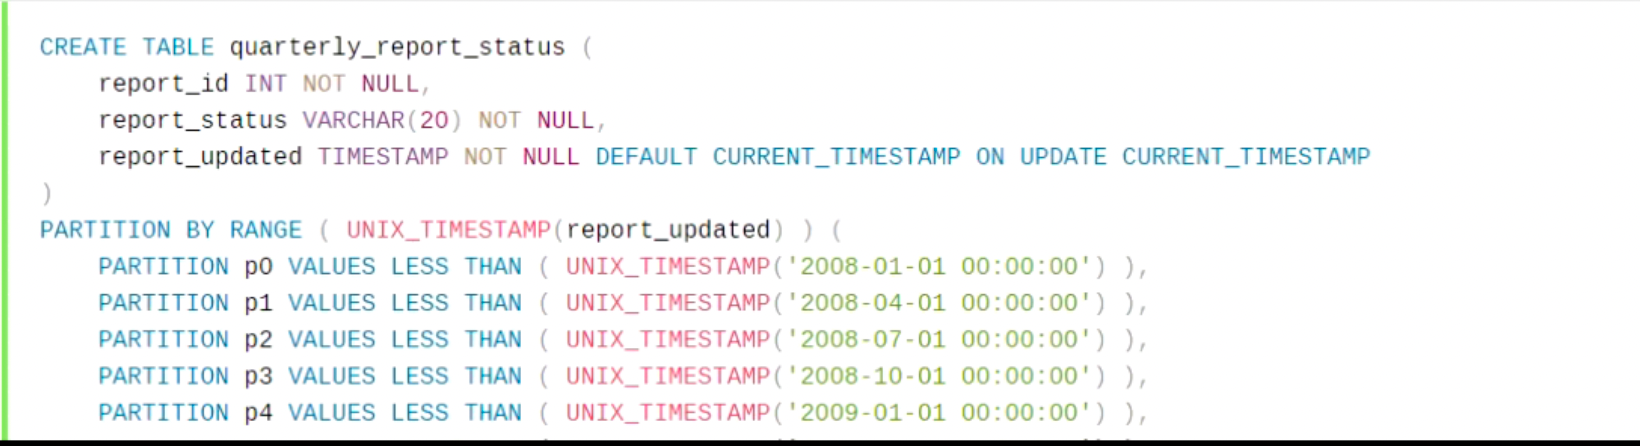 CREATE TABLE quarterly_report_status (
    report_id INT NOT NULL,
    report_status VARCHAR(20) NOT NULL,
    report_updated TIMESTAMP NOT NULL DEFAULT CURRENT_TIMESTAMP ON UPDATE CURRENT_TIMESTAMP
)
PARTITION BY RANGE ( UNIX_TIMESTAMP(report_updated) ) (
    PARTITION p0 VALUES LESS THAN ( UNIX_TIMESTAMP('2008-01-01 00:00:00') ),
    PARTITION p1 VALUES LESS THAN ( UNIX_TIMESTAMP('2008-04-01 00:00:00') ),
    PARTITION p2 VALUES LESS THAN ( UNIX_TIMESTAMP('2008-07-01 00:00:00') ),
    PARTITION p3 VALUES LESS THAN ( UNIX_TIMESTAMP('2008-10-01 00:00:00') ),
    PARTITION p4 VALUES LESS THAN ( UNIX_TIMESTAMP('2009-01-01 00:00:00') ),